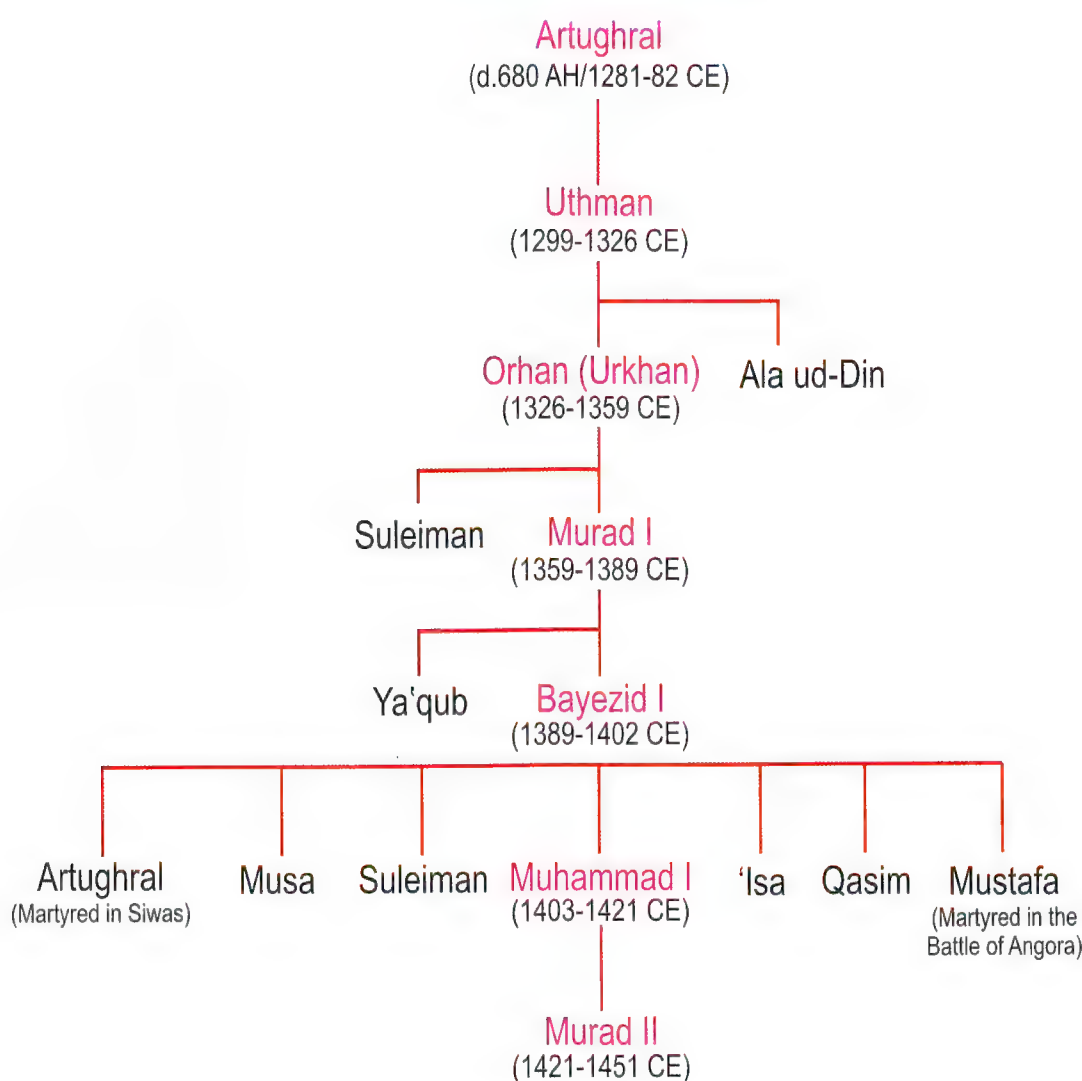 Artughral
(d.680 AH/1281-82 CE)
Uthman
(1299-1326 CE)
Orhan (Urkhan)
(1326-1359 CE)
Ala ud-Din
Suleiman
Murad I
(1359-1389 CE)
Ya'qub
Bayezid I
(1389-1402 CE)
Artughral
(Martyred in Siwas)
Musa
Suleiman
Muhammad I
(1403-1421 CE)
‘Isa
Qasim
Mustafa
(Martyred in the
Battle of Angora)
Murad II
(1421-1451 CE)